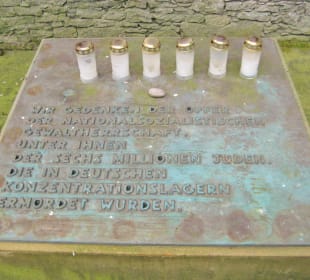 WIR GEDENKEN DER OPFER
DER NATIONALSOZIALISTISCHEN
GEWALTHERRSCHAFT.
UNTER IHNEN
DER SECHS MILLIONEN JUDEN.
DIE IN DEUTSCHEN
KONZENTRATIONSLAGERN
ERMORDET WURDEN.